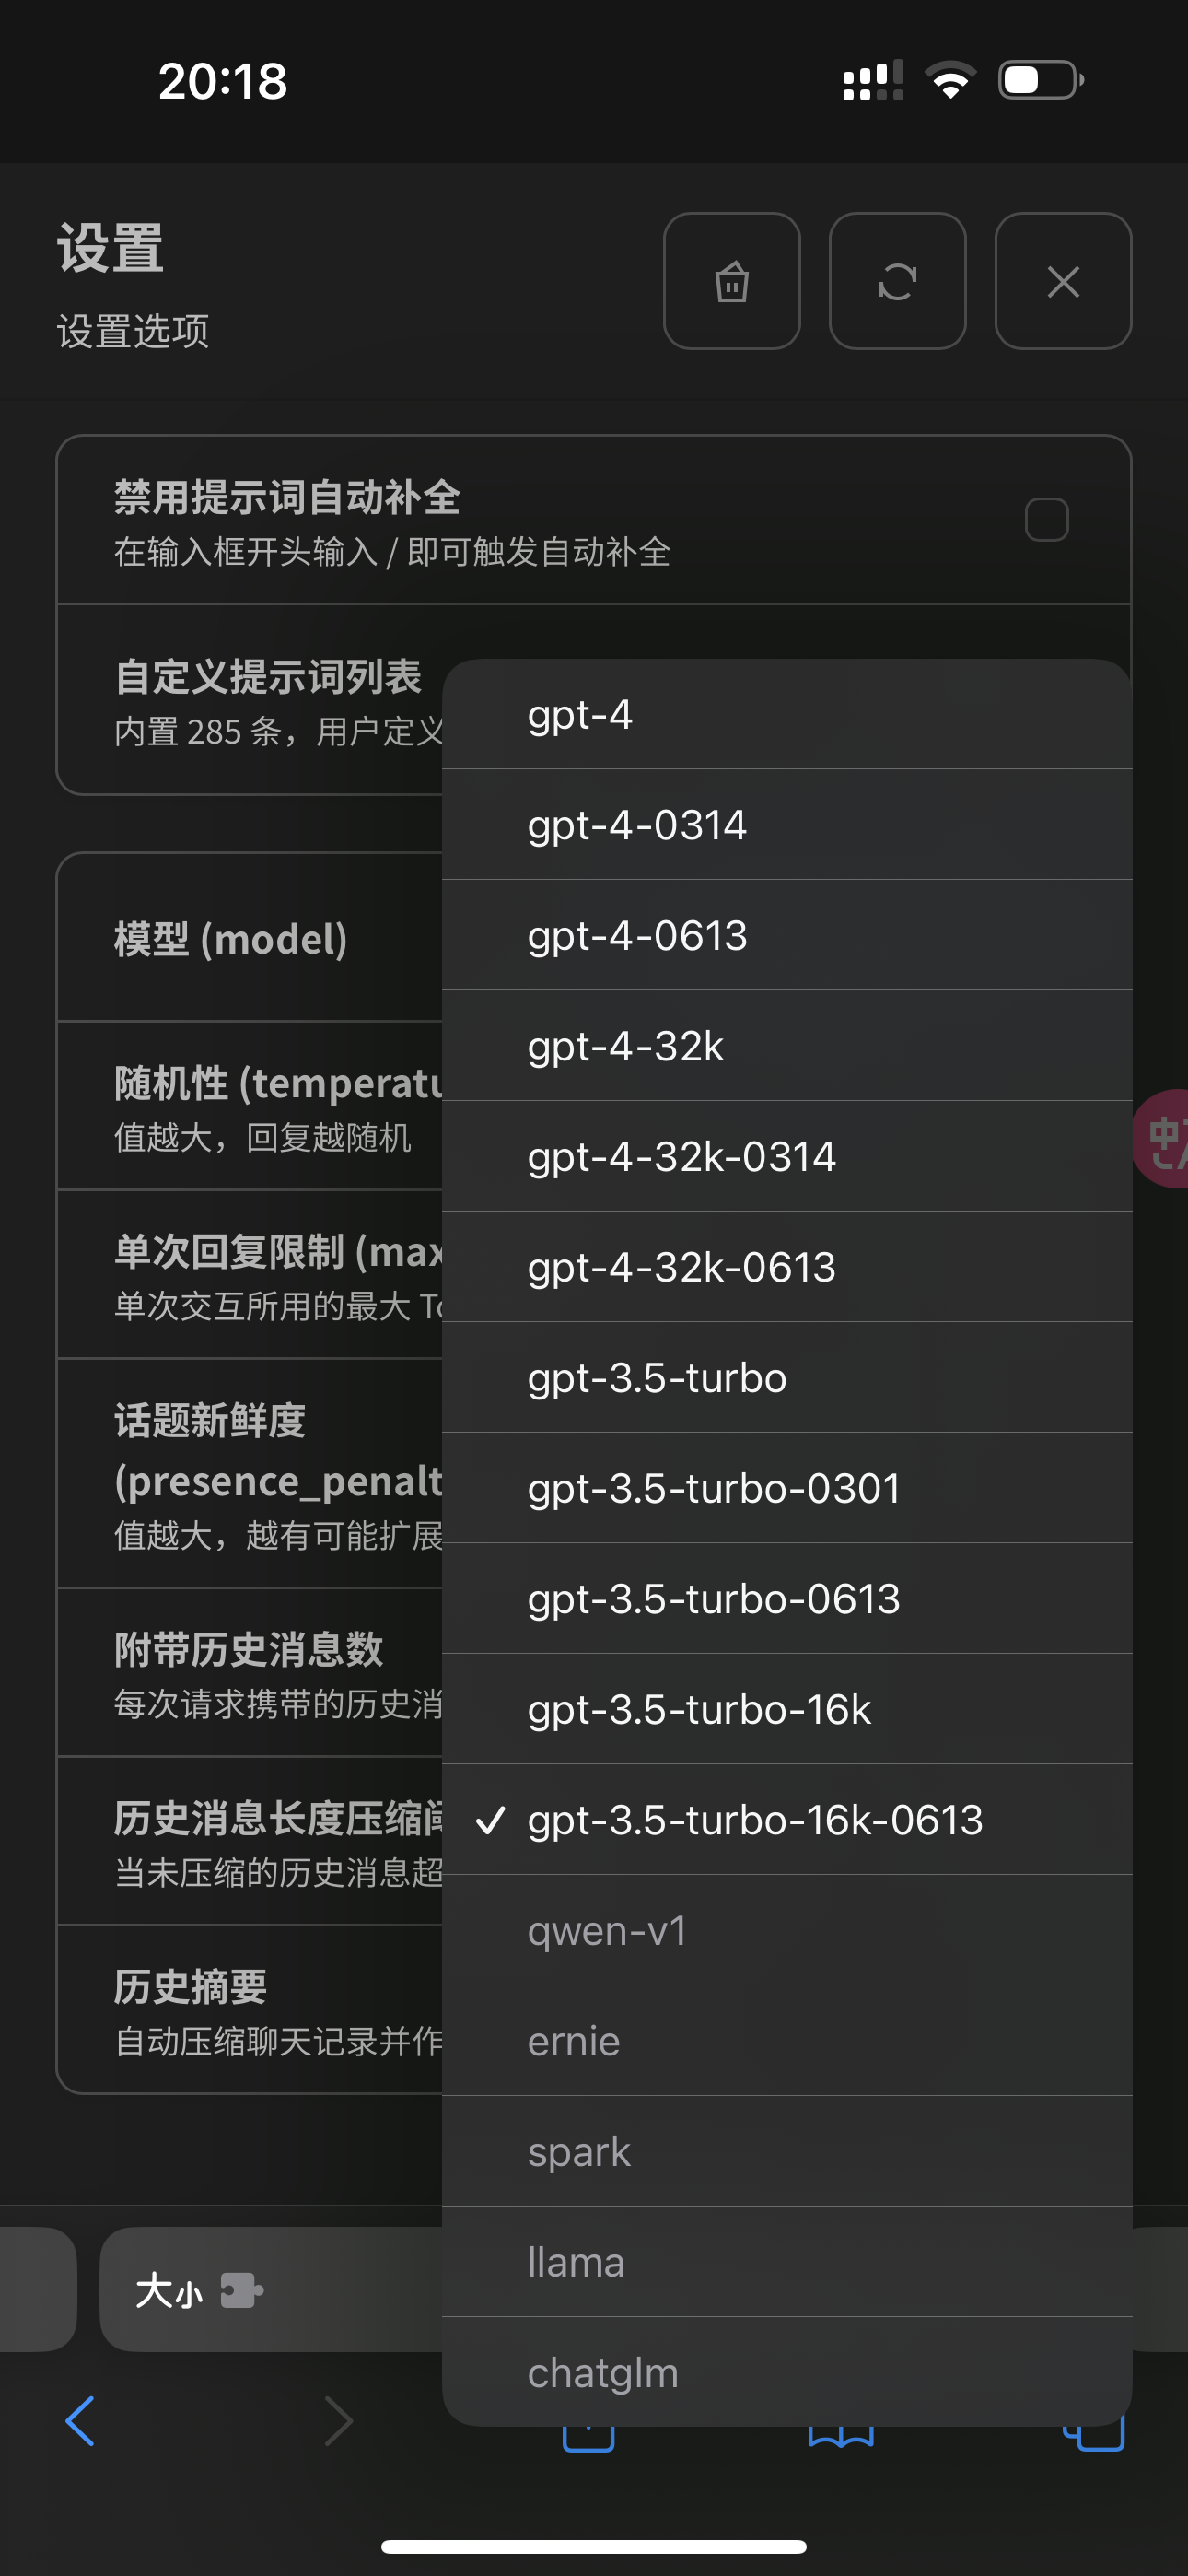 20:18
设置
设置选项
禁用提示词自动补全
在输入框开头输入 / 即可触发自动补全
自定义提示词列表
内置 285 条，用户定义
模型 (model)
随机性 (temperatu
值越大，回复越随机
单次回复限制 (max
单次交互所用的最大 To
话题新鲜度
(presence_penalt
值越大，越有可能扩展
附带历史消息数
每次请求携带的历史消
历史消息长度压缩阈
当未压缩的历史消息超
历史摘要
自动压缩聊天记录并作
gpt-4
gpt-4-0314
gpt-4-0613
gpt-4-32k
gpt-4-32k-0314
gpt-4-32k-0613
gpt-3.5-turbo
gpt-3.5-turbo-0301
gpt-3.5-turbo-0613
gpt-3.5-turbo-16k
gpt-3.5-turbo-16k-0613
qwen-v1
ernie
spark
llama
chatglm
中
大小